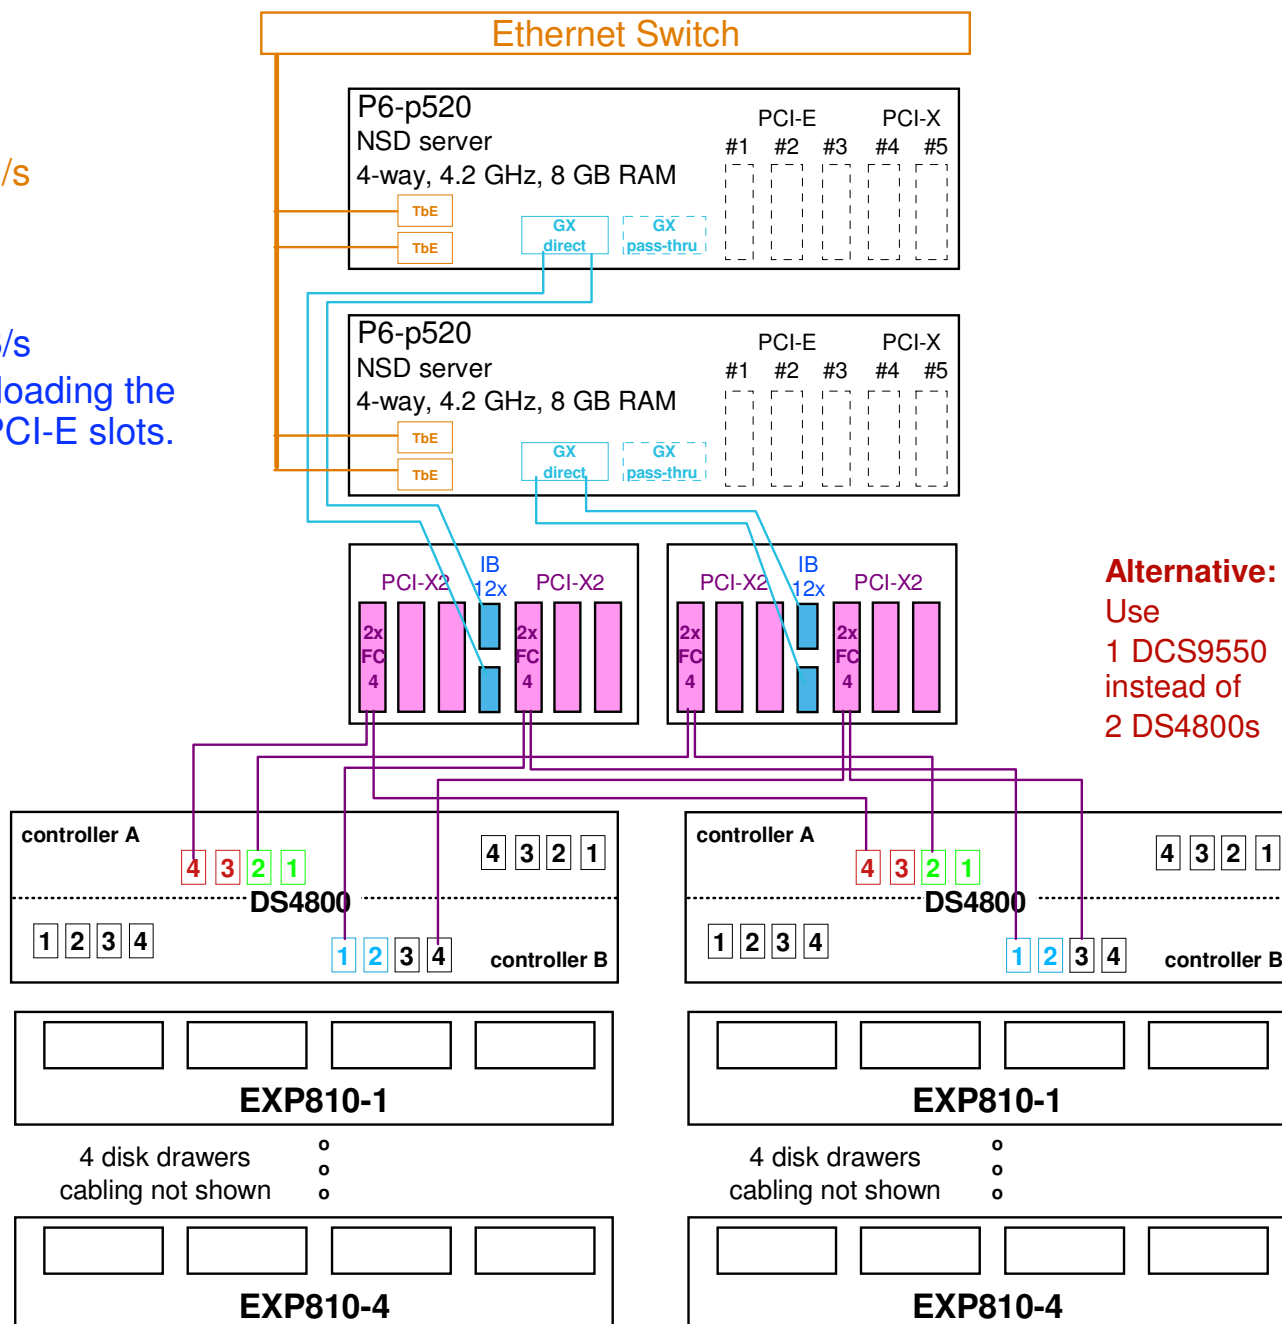 Ethernet Switch
/s
/s
loading the
PCI-E slots.
P6-p520
NSD server
4-way, 4.2 GHz, 8 GB RAM
PCI-E PCI-X
#1 #2 #3 #4 #5
TbE
TbE
GX
direct
GX
pass-thru
P6-p520
NSD server
4-way, 4.2 GHz, 8 GB RAM
PCI-E PCI-X
#1 #2 #3 #4 #5
TbE
TbE
GX
direct
GX
pass-thru
PCI-X2
IB
12x
PCI-X2
2x
FC
4
2x
FC
4
PCI-X2
IB
12x
PCI-X2
2x
FC
4
2x
FC
4
Alternative:
Use
1 DCS9550
instead of
2 DS4800s
controller A
4 3 2 1
4 3 2 1
DS4800
1 2 3 4
1 2 3 4
controller B
controller A
4 3 2 1
4 3 2 1
DS4800
1 2 3 4
1 2 3 4
controller B
EXP810-1
4 disk drawers
cabling not shown
EXP810-4
EXP810-1
4 disk drawers
cabling not shown
EXP810-4